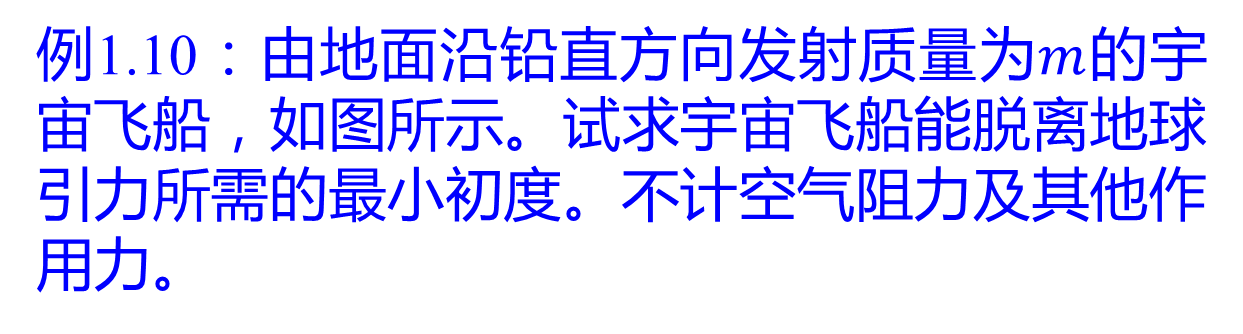 例1.10：由地面沿铅直方向发射质量为m的宇
宙飞船，如图所示。试求宇宙飞船能脱离地球
引力所需的最小初度。不计空气阻力及其他作
用力。